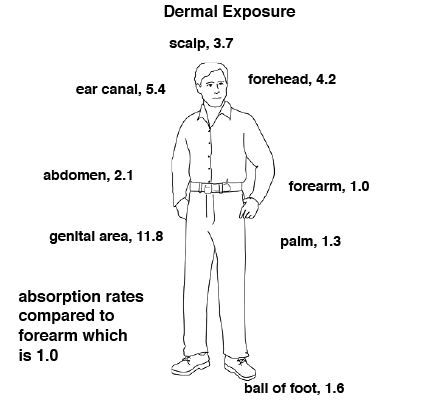 Dermal Exposure
scalp, 3.7
forehead, 4.2
ear canal, 5.4
abdomen, 2.1
forearm, 1.0
genital area, 11.8
palm, 1.3
absorption rates
compared to
forearm which
is 1.0
ball of foot, 1.6